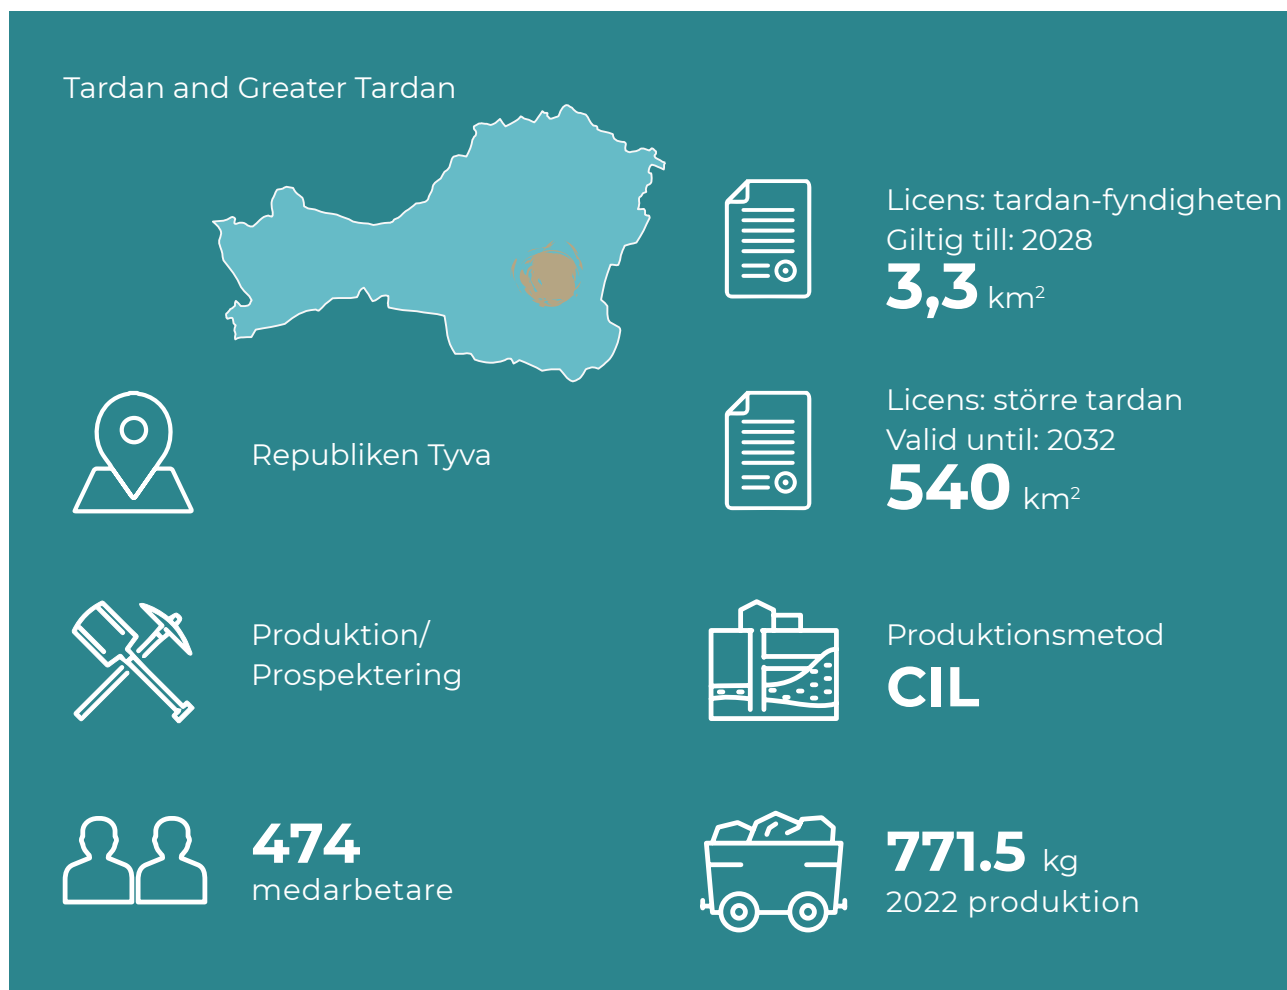 Tardan and Greater Tardan
Republiken Tyva
Produktion/
Prospektering
474
medarbetare
Licens: tardan-fyndigheten
Giltig till: 2028
3,3 km²
Licens: större tardan
Valid until: 2032
540 km²
Produktionsmetod
CIL
771.5 kg
2022 produktion